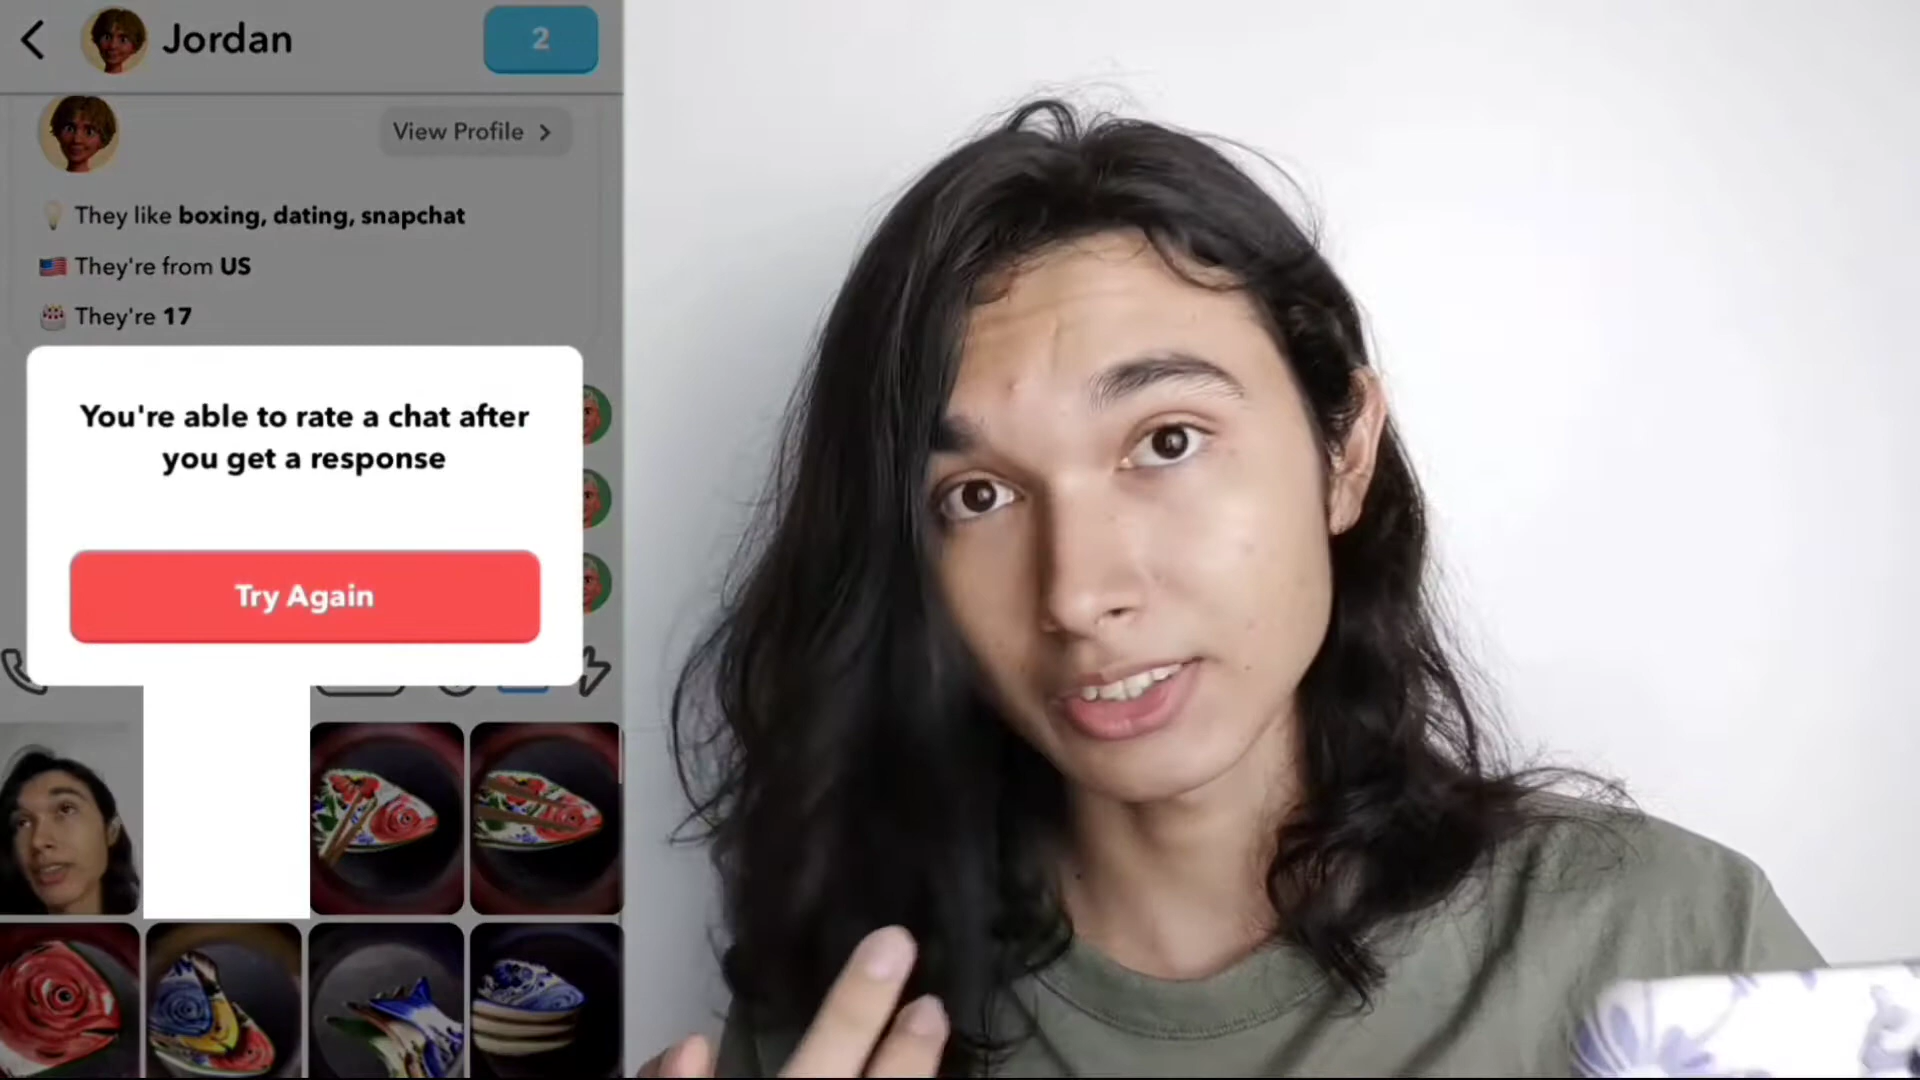 Jordan
2
View Profile
They like boxing, dating, snapchat
They're from US
They're 17
You're able to rate a chat after
you get a response
Try Again